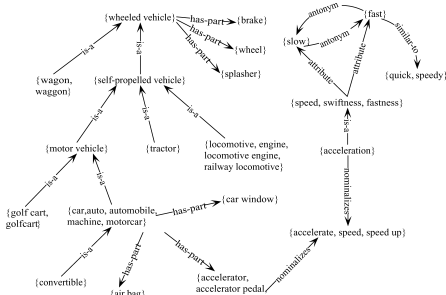 {wheeled vehicle}
has-part
{brake}
has-part
{wheel}
has-part
{splasher}
is-a
{wagon,
waggon}
is-a
{self-propelled vehicle}
antonym
{fast}
{slow}
antonym
similar-to
{quick, speedy}
attribute
attribute
{speed, swiftness, fastness}
is-a
is-a
is-a
{motor vehicle}
{tractor}
{locomotive, engine,
locomotive engine,
railway locomotive}
is-a
{acceleration}
is-a
is-a
nominalizes
{golf cart,
golfcart}
{car,auto, automobile,
machine, motorcar}
has-part
{car window}
{accelerate, speed, speed up}
is-a
has-part
has-part
nominalizes
{convertible}
{air bag}
{accelerator,
accelerator pedal,